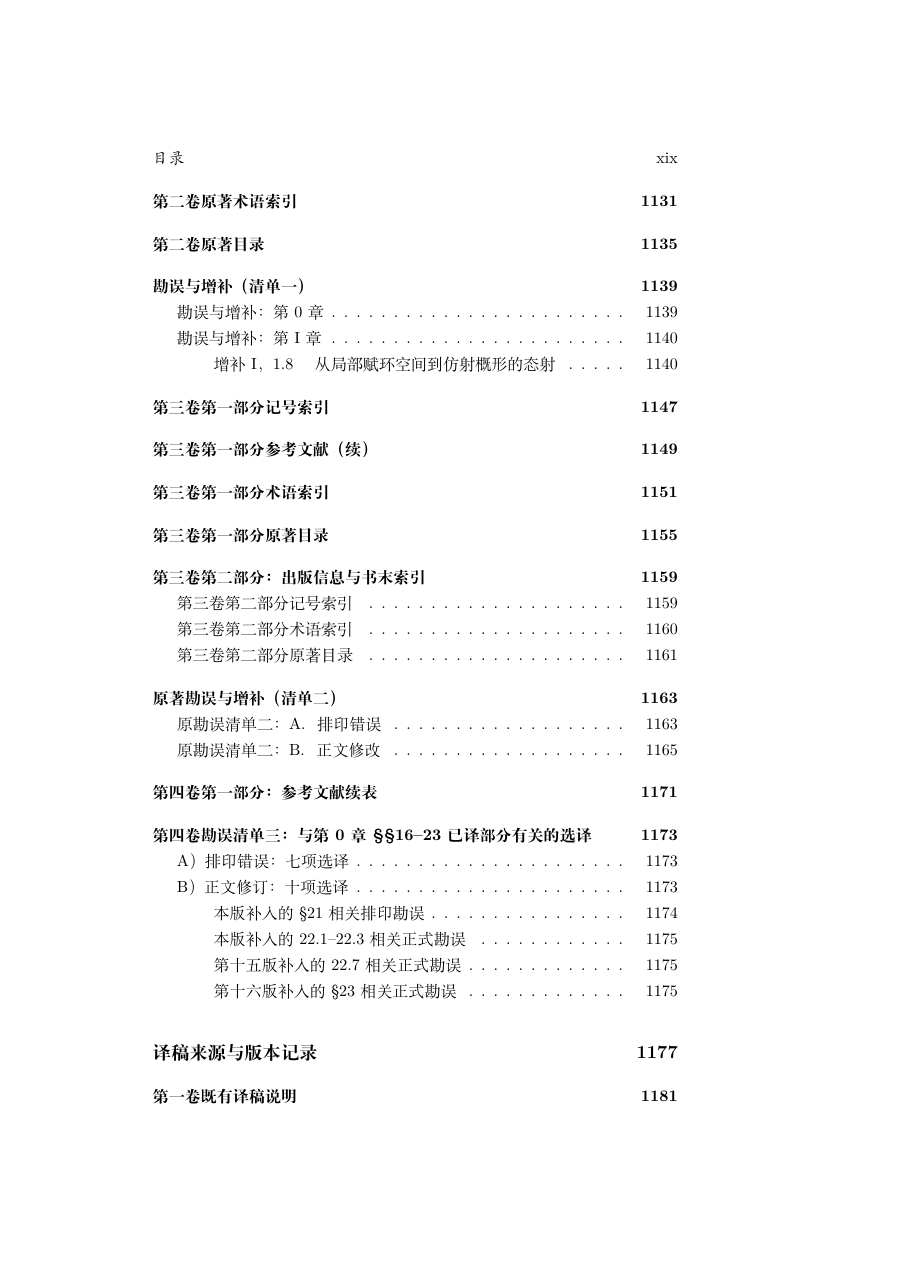 目录 xix
第二卷原著术语索引 1131
第二卷原著目录 1135
勘误与增补（清单一） 1139
勘误与增补：第 0 章 . . . . . . . . . . . . . . . . . . . . . . . . 1139
勘误与增补：第 I 章 . . . . . . . . . . . . . . . . . . . . . . . . 1140
增补 I，1.8 从局部赋环空间到仿射概形的态射 . . . . . 1140
第三卷第一部分记号索引 1147
第三卷第一部分参考文献（续） 1149
第三卷第一部分术语索引 1151
第三卷第一部分原著目录 1155
第三卷第二部分：出版信息与书末索引 1159
第三卷第二部分记号索引 . . . . . . . . . . . . . . . . . . . . . 1159
第三卷第二部分术语索引 . . . . . . . . . . . . . . . . . . . . . 1160
第三卷第二部分原著目录 . . . . . . . . . . . . . . . . . . . . . 1161
原著勘误与增补（清单二） 1163
原勘误清单二：A. 排印错误 . . . . . . . . . . . . . . . . . . . 1163
原勘误清单二：B. 正文修改 . . . . . . . . . . . . . . . . . . . 1165
第四卷第一部分：参考文献续表 1171
第四卷勘误清单三：与第 0 章 §§16–23 已译部分有关的选译 1173
A）排印错误：七项选译 . . . . . . . . . . . . . . . . . . . . . . 1173
B）正文修订：十项选译 . . . . . . . . . . . . . . . . . . . . . . 1173
本版补入的 §21 相关排印勘误 . . . . . . . . . . . . . . . . 1174
本版补入的 22.1–22.3 相关正式勘误 . . . . . . . . . . . . 1175
第十五版补入的 22.7 相关正式勘误 . . . . . . . . . . . . . 1175
第十六版补入的 §23 相关正式勘误 . . . . . . . . . . . . . 1175
译稿来源与版本记录 1177
第一卷既有译稿说明 1181